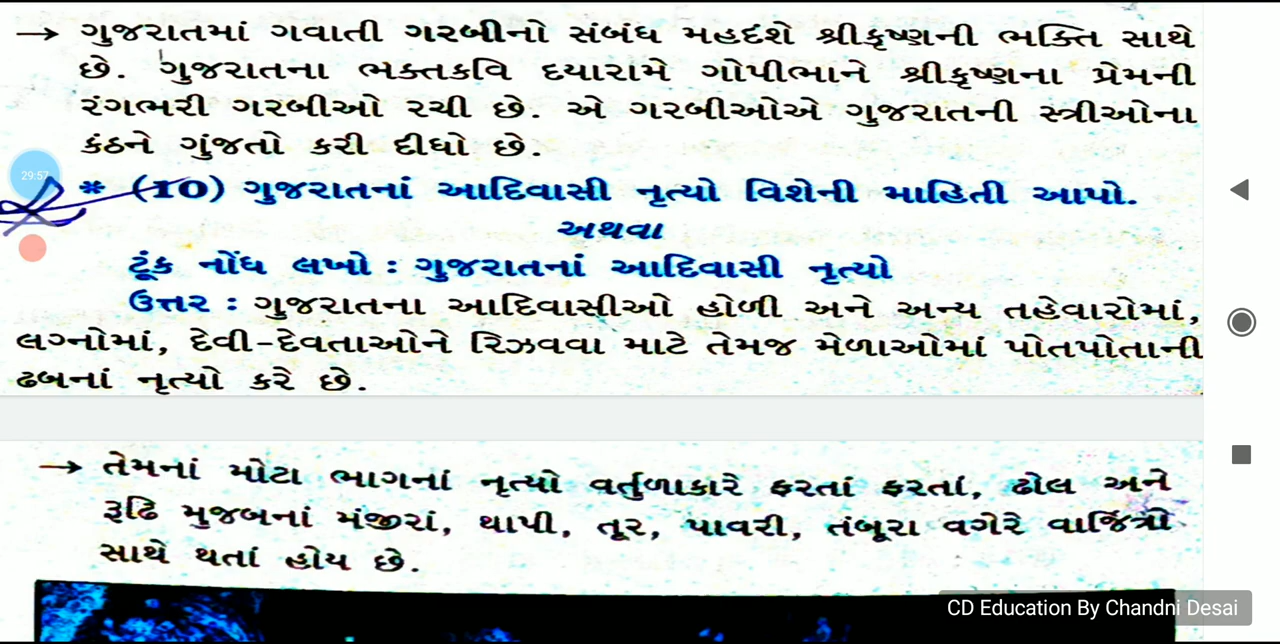 → ગુજરાતમાં ગવાતી ગરબીનો સંબંધ મહદંશે શ્રીકૃષ્ણની ભક્તિ સાથે
છે. ગુજરાતના ભક્તકવિ દયારામે ગોપીભાને શ્રીકૃષ્ણના પ્રેમની
રંગભરી ગરબીઓ રચી છે. એ ગરબીઓએ ગુજરાતની સ્ત્રીઓના
કંઠને ગુંજતો કરી દીધો છે.
29:57
* (10) ગુજરાતનાં આદિવાસી નૃત્યો વિશેની માહિતી આપો.
અથવા
ટૂંક નોંધ લખો : ગુજરાતનાં આદિવાસી નૃત્યો
ઉત્તર : ગુજરાતના આદિવાસીઓ હોળી અને અન્ય તહેવારોમાં,
લગ્નોમાં, દેવી-દેવતાઓને રિઝવવા માટે તેમજ મેળાઓમાં પોતપોતાની
ઢબનાં નૃત્યો કરે છે.
→ તેમનાં મોટા ભાગનાં નૃત્યો વર્તુળાકારે ફરતાં ફરતાં, ઢોલ અને
રૂઢિ મુજબનાં મંજીરાં, થાપી, તૂર, પાવરી, તંબૂરા વગેરે વાજિંત્રો
સાથે થતાં હોય છે.
CD Education By Chandni Desai